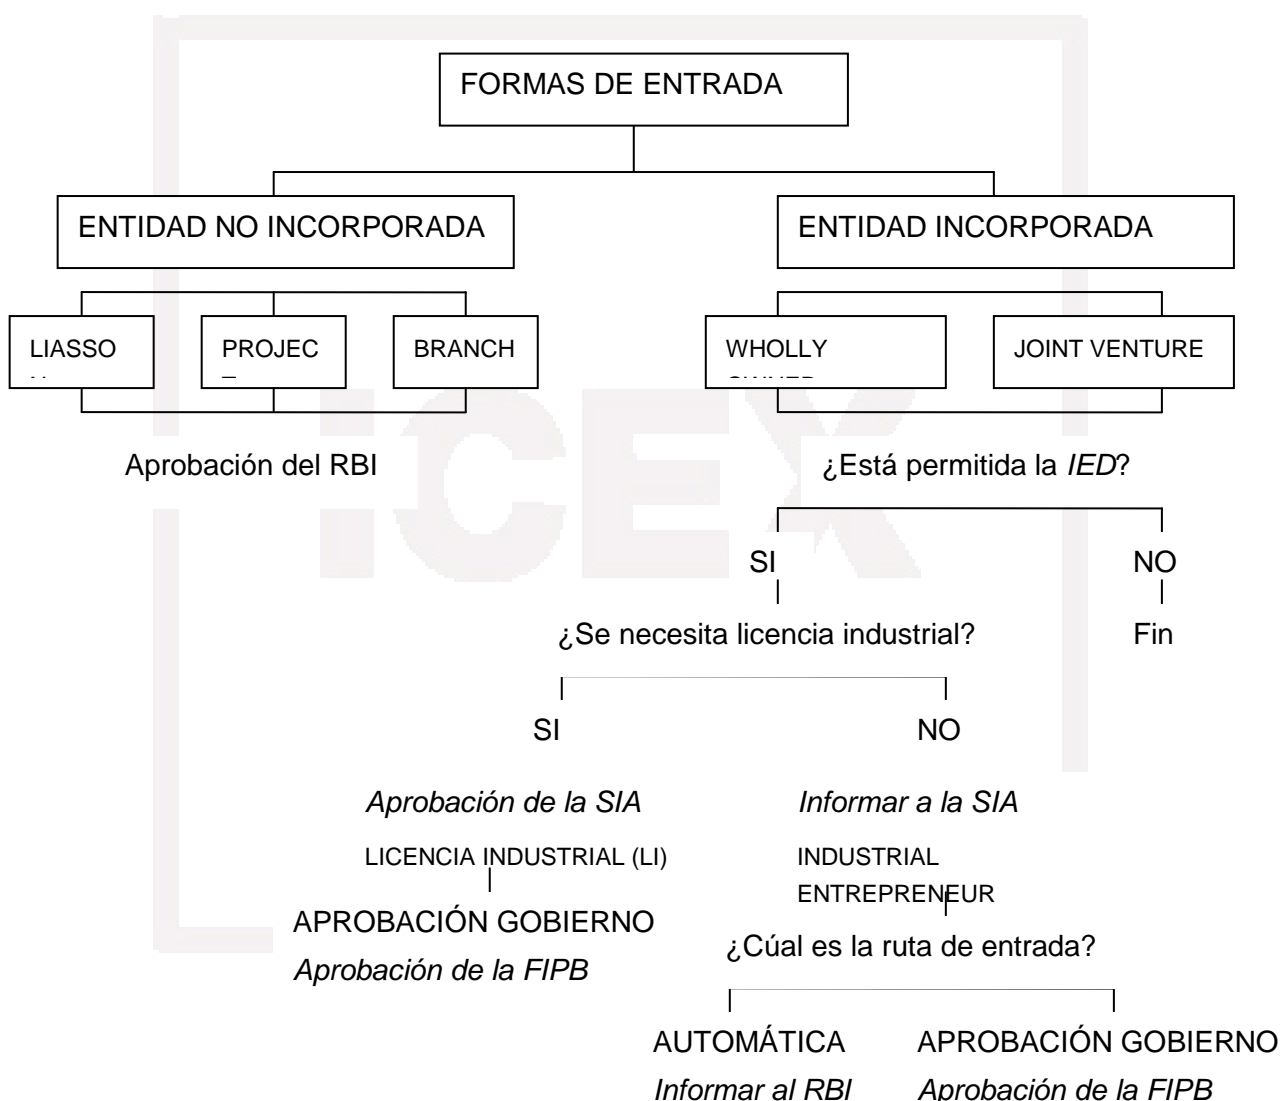 FORMAS DE ENTRADA
ENTIDAD NO INCORPORADA
ENTIDAD INCORPORADA
LIASSO
PROJEC
BRANCH
WHOLLY
JOINT VENTURE
ICEX
Aprobación del RBI
¿Está permitida la IED?
SI
NO
¿Se necesita licencia industrial?
Fin
SI
NO
Aprobación de la SIA
Informar a la SIA
LICENCIA INDUSTRIAL (LI)
INDUSTRIAL
ENTREPRENEUR
APROBACIÓN GOBIERNO
Aprobación de la FIPB
¿Cúal es la ruta de entrada?
AUTOMÁTICA
APROBACIÓN GOBIERNO
Informar al RBI
Aprobación de la FIPB